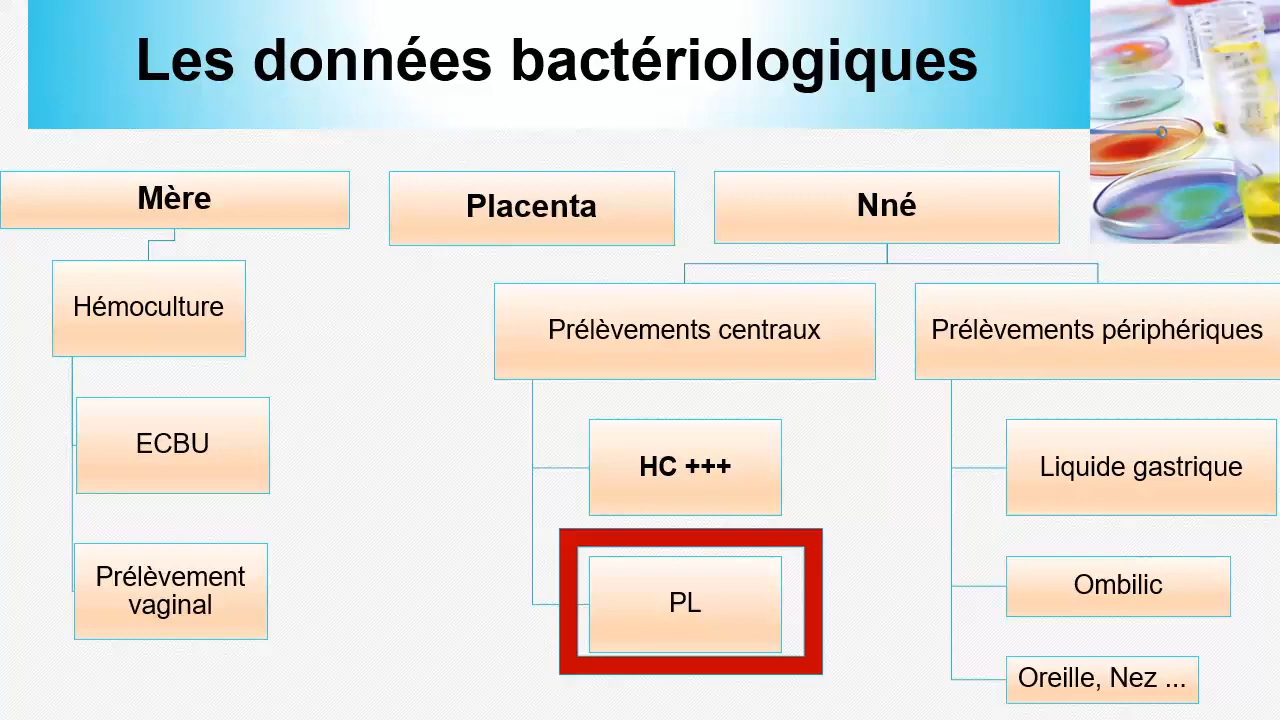 Les données bactériologiques
Mère
Placenta
Nné
Hémoculture
ECBU
Prélèvement
vaginal
Prélèvements centraux
HC +++
PL
Prélèvements périphériques
Liquide gastrique
Ombilic
Oreille, Nez ...